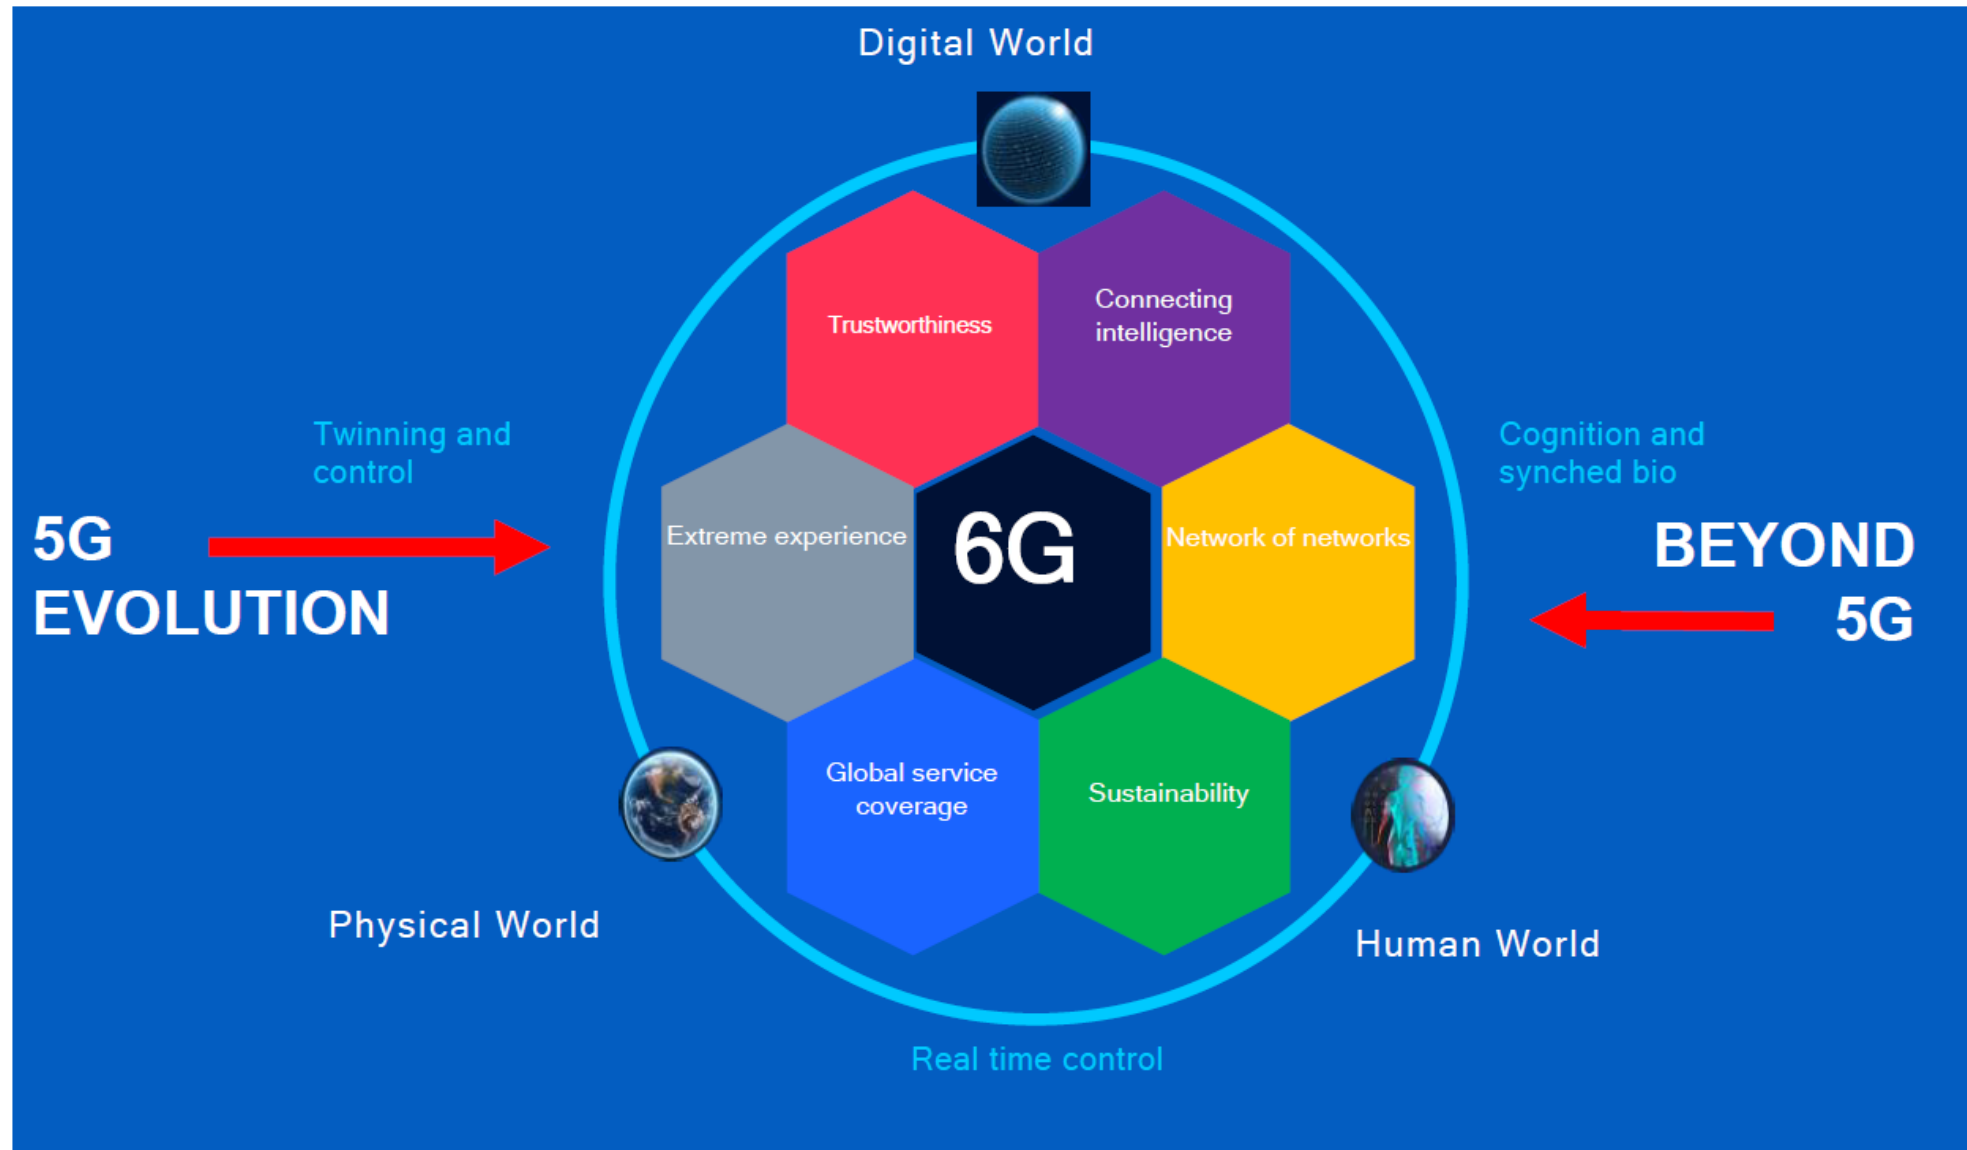 Digital World
Trustworthiness
Connecting
intelligence
Twinning and
control
Cognition and
synched bio
5G
EVOLUTION
Extreme experience
6G
Network of networks
BEYOND
5G
Global service
coverage
Sustainability
Physical World
Human World
Real time control